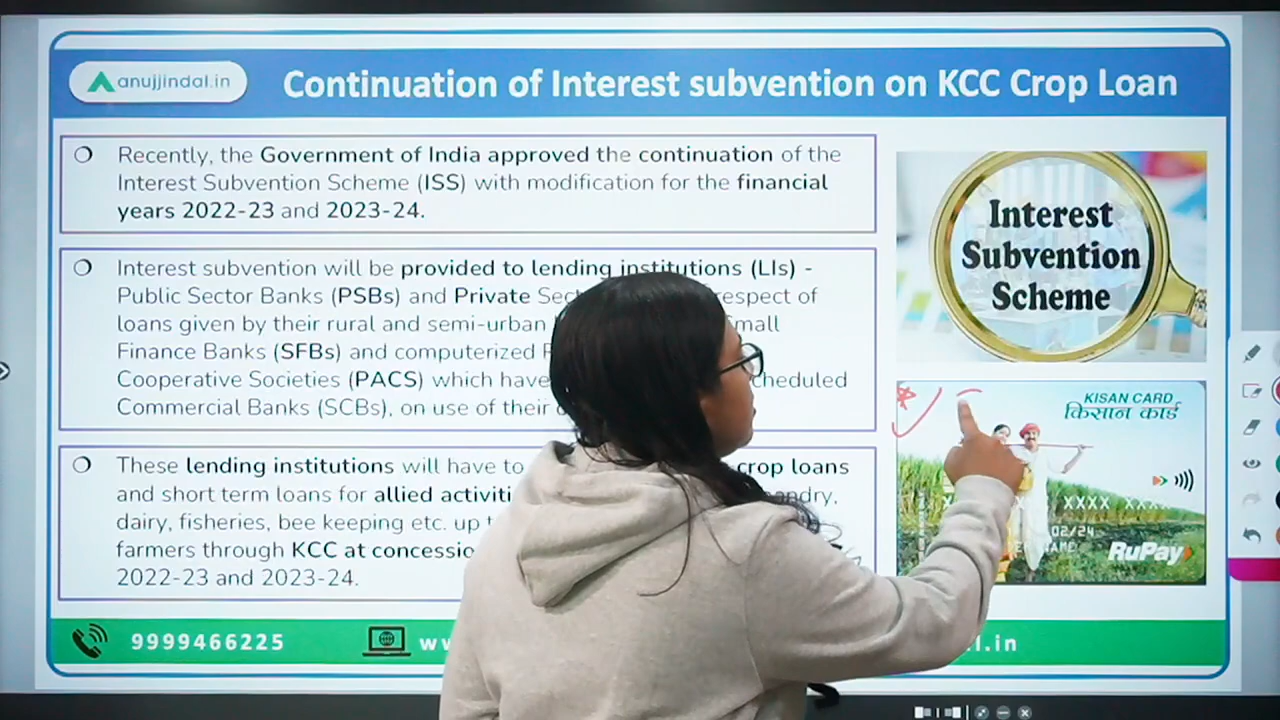 anujjindal.in
Continuation of Interest subvention on KCC Crop Loan
Recently, the Government of India approved the continuation of the
Interest Subvention Scheme (ISS) with modification for the financial
years 2022-23 and 2023-24.
Interest subvention will be provided to lending institutions (LIs) -
Public Sector Banks (PSBs) and Private respect of
loans given by their rural and semi-urban
Finance Banks (SFBs) and computerized
Cooperative Societies (PACS) which have
Commercial Banks (SCBs), on use of their
These lending institutions will have to crop loans
and short term loans for allied
dairy, fisheries, bee keeping etc. up
farmers through KCC at
2022-23 and 2023-24.
Interest
Subvention
Scheme
KISAN CARD
किसान कार्ड
XXXX
02/24
RuPay
9999466225